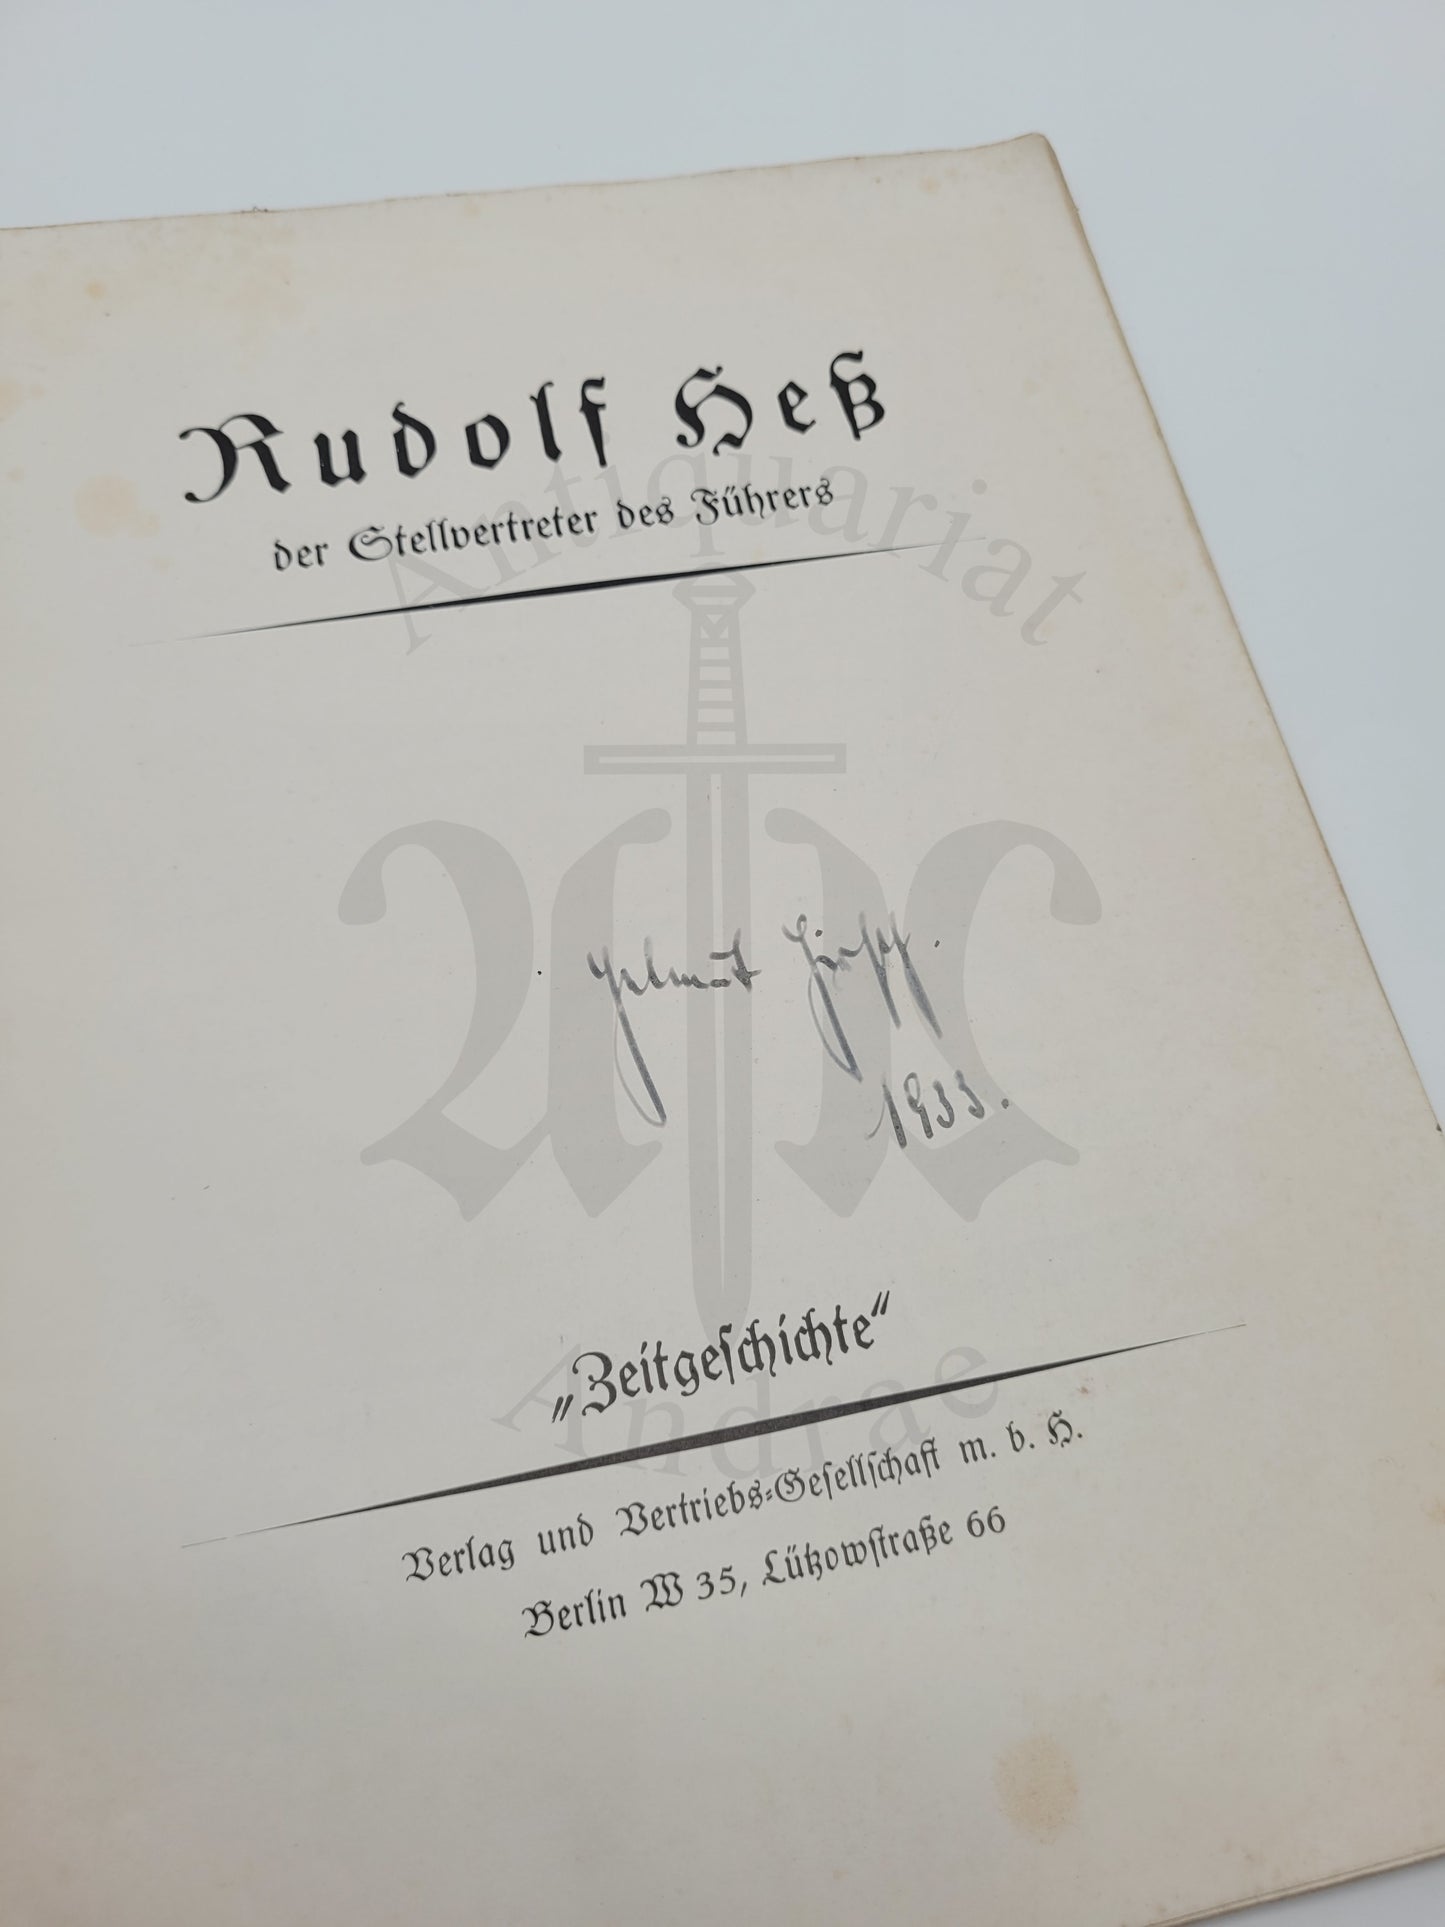 Rudolf Heß
der Stellvertreter des Führers
Antiquariat
Helmut
1933.
„Zeitgeschichte“
Andrae
Verlag und Vertriebs-Gesellschaft m. b. H.
Berlin W 35, Lützowstraße 66